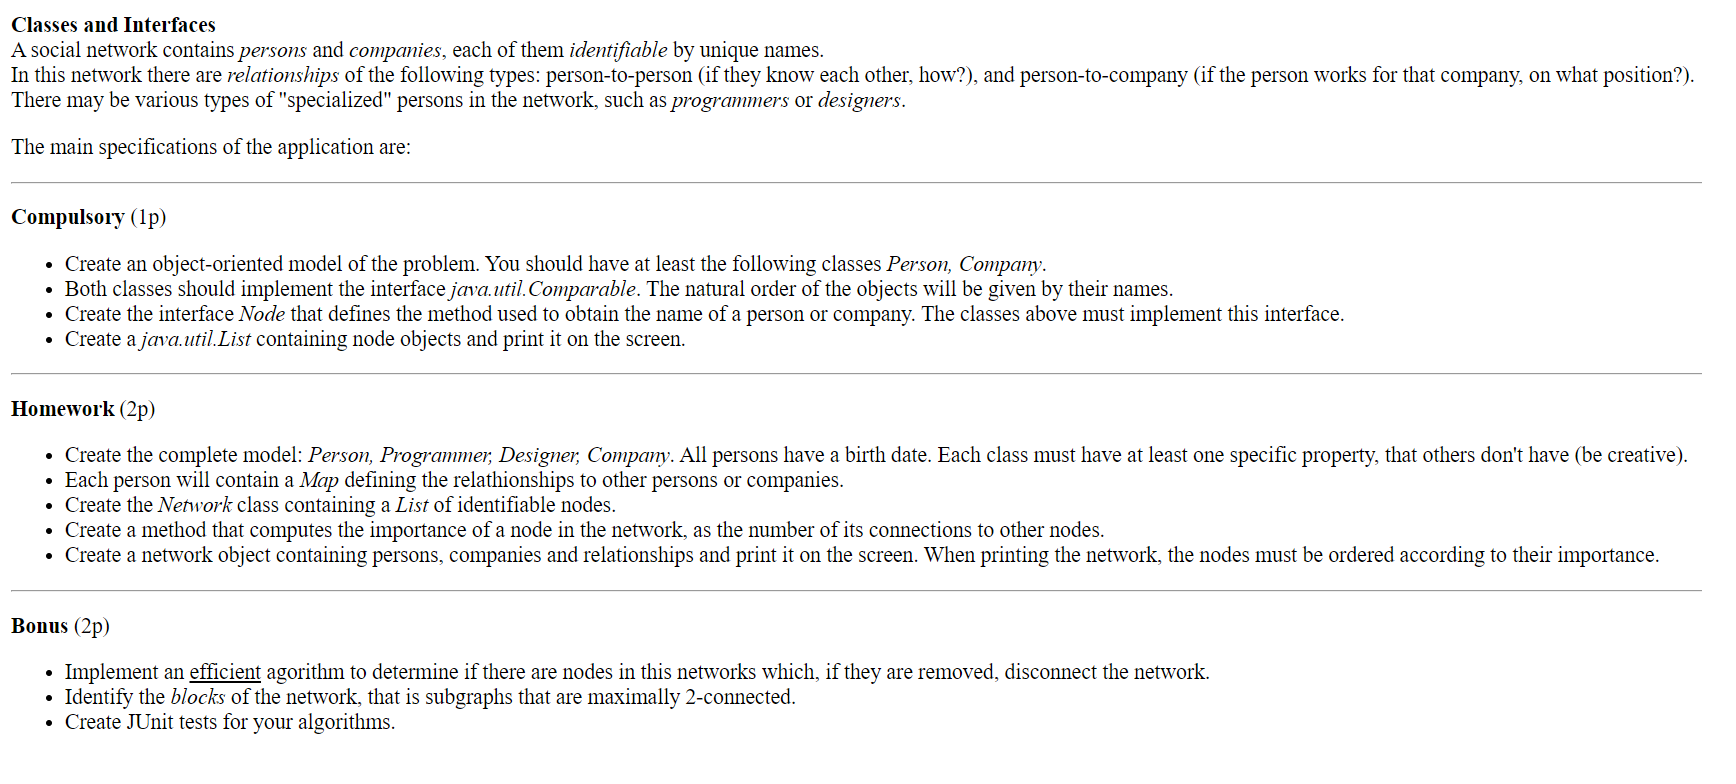 Classes and Interfaces
A social network contains persons and companies, each of them identifiable by unique names.
In this network there are relationships of the following types: person-to-person (if they know each other, how?), and person-to-company (if the person works for that company, on what position?).
There may be various types of "specialized" persons in the network, such as programmers or designers.
The main specifications of the application are:
Compulsory (1p)
• Create an object-oriented model of the problem. You should have at least the following classes Person, Company.
• Both classes should implement the interface java.util.Comparable. The natural order of the objects will be given by their names.
• Create the interface Node that defines the method used to obtain the name of a person or company. The classes above must implement this interface.
• Create a java.util.List containing node objects and print it on the screen.
Homework (2p)
• Create the complete model: Person, Programmer, Designer, Company. All persons have a birth date. Each class must have at least one specific property, that others don't have (be creative).
• Each person will contain a Map defining the relathionships to other persons or companies.
• Create the Network class containing a List of identifiable nodes.
• Create a method that computes the importance of a node in the network, as the number of its connections to other nodes.
• Create a network object containing persons, companies and relationships and print it on the screen. When printing the network, the nodes must be ordered according to their importance.
Bonus (2p)
• Implement an efficient agorithm to determine if there are nodes in this networks which, if they are removed, disconnect the network.
• Identify the blocks of the network, that is subgraphs that are maximally 2-connected.
• Create JUnit tests for your algorithms.